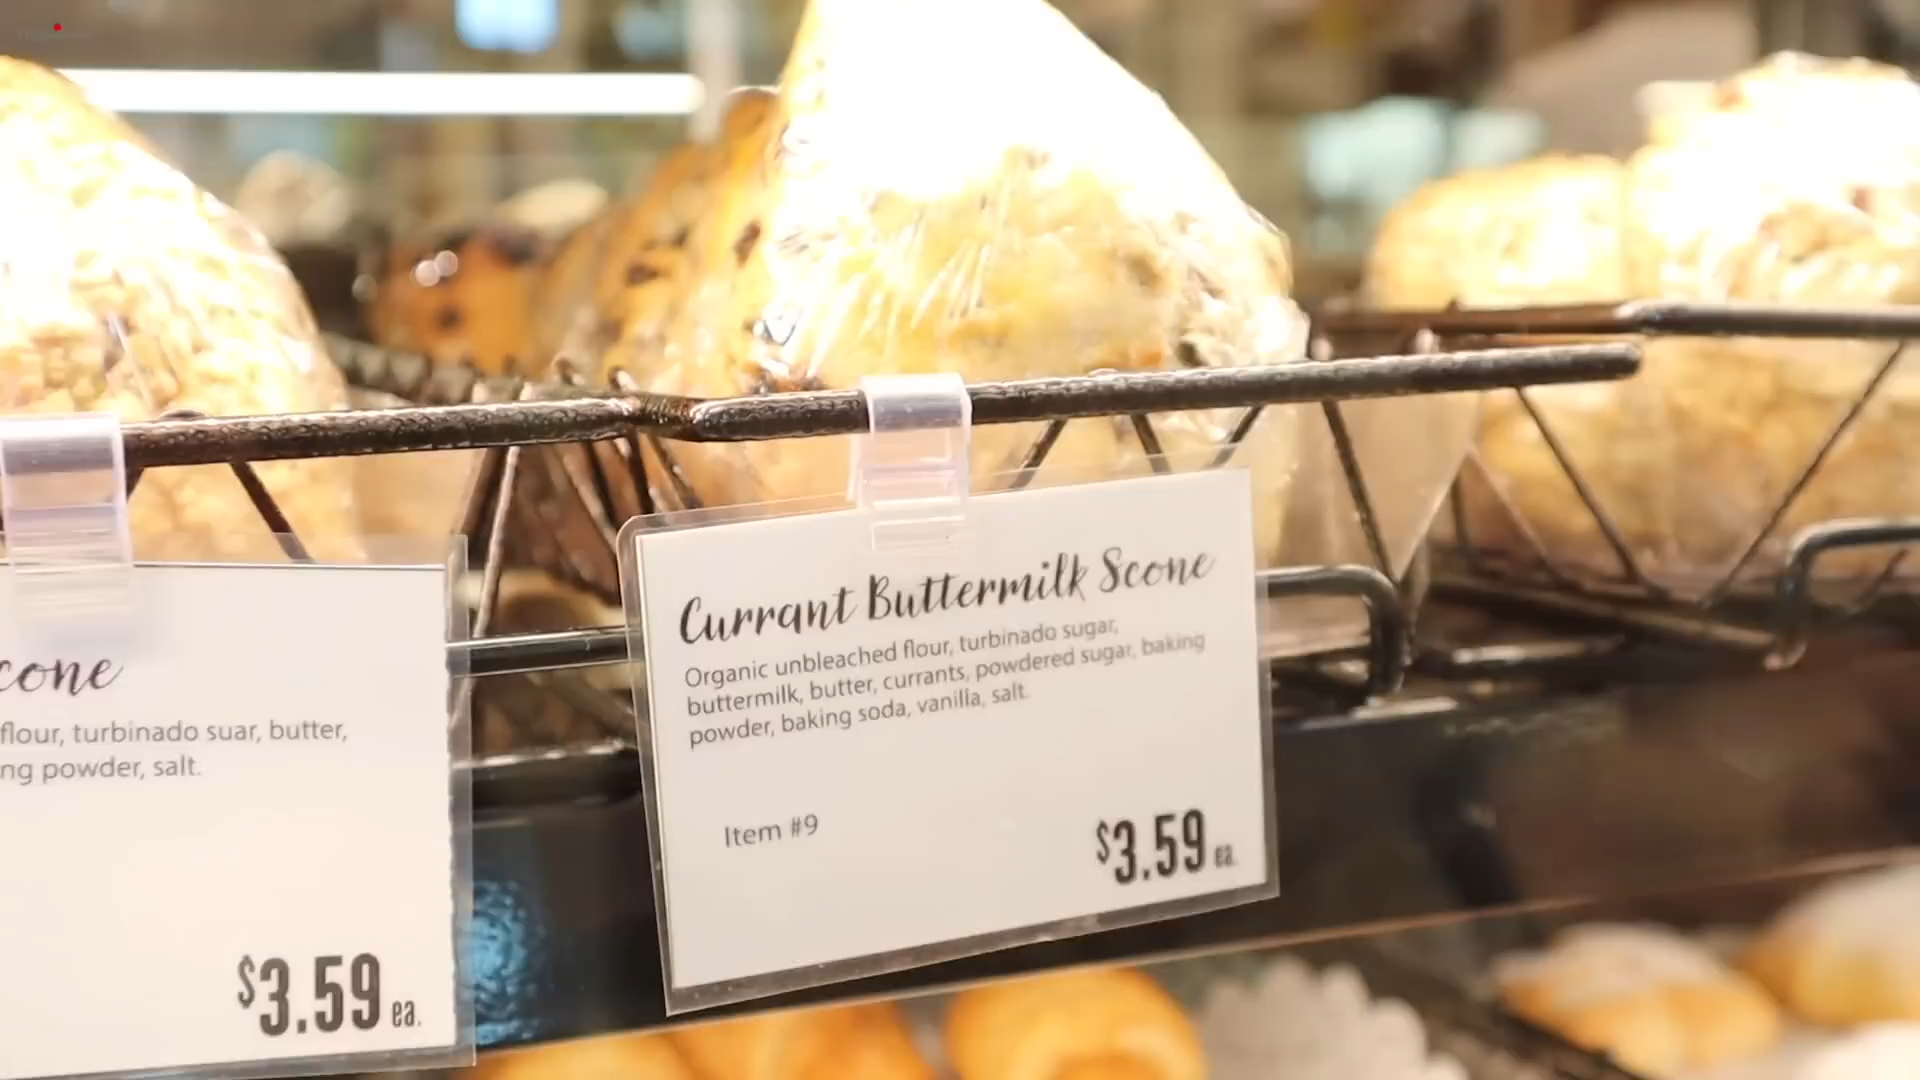 cone
flour, turbinado suar, butter,
ng powder, salt.
$3.59 ea.
Currant Buttermilk Scone
Organic unbleached flour, turbinado sugar,
buttermilk, butter, currants, powdered sugar, baking
powder, baking soda, vanilla, salt.
Item #9
$3.59 ea.